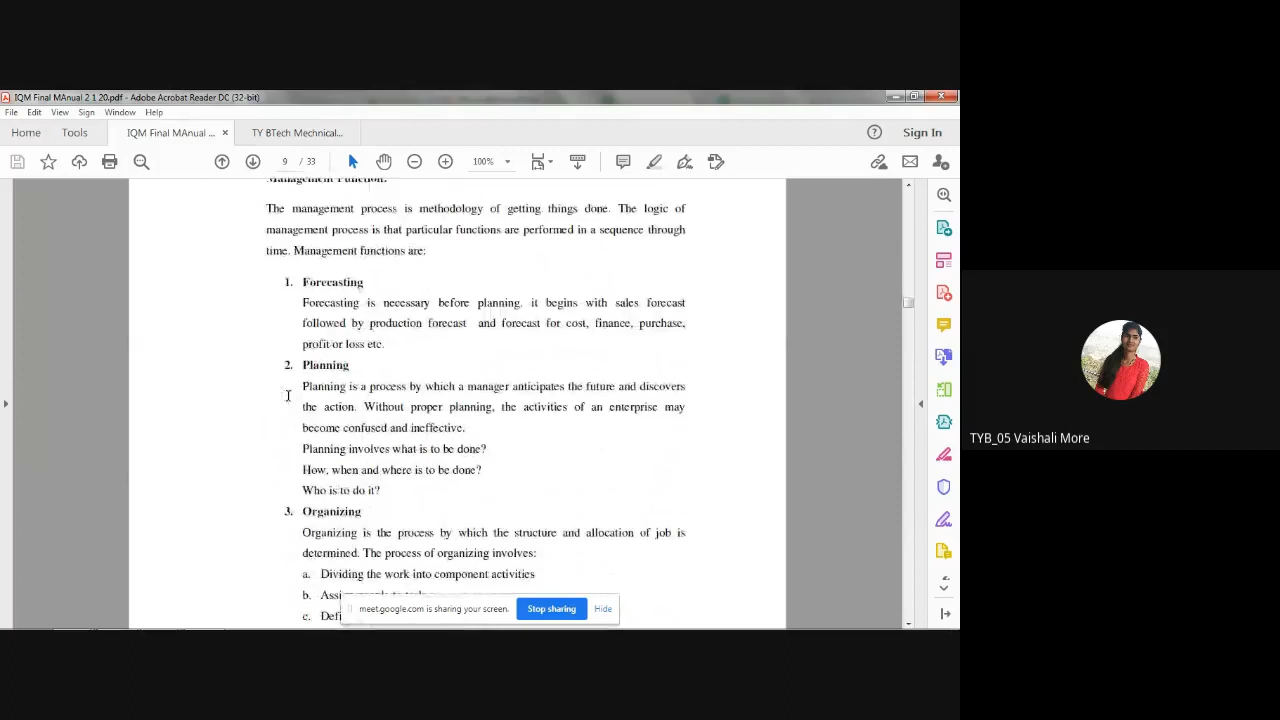 IQM Final MAnual 2 1 20.pdf - Adobe Acrobat Reader DC (32-bit)
File Edit View Sign Window Help
Home Tools IQM Final MAnual ... × TY BTech Mechnical... Sign In
9 / 33 100%
Management Function:
The management process is methodology of getting things done. The logic of
management process is that particular functions are performed in a sequence through
time. Management functions are:
1. Forecasting
Forecasting is necessary before planning. it begins with sales forecast
followed by production forecast and forecast for cost, finance, purchase,
profit or loss etc.
2. Planning
Planning is a process by which a manager anticipates the future and discovers
the action. Without proper planning, the activities of an enterprise may
become confused and ineffective.
Planning involves what is to be done?
How, when and where is to be done?
Who is to do it?
3. Organizing
Organizing is the process by which the structure and allocation of job is
determined. The process of organizing involves:
a. Dividing the work into component activities
b.
c.
meet.google.com is sharing your screen. Stop sharing Hide
TYB_05 Vaishali More